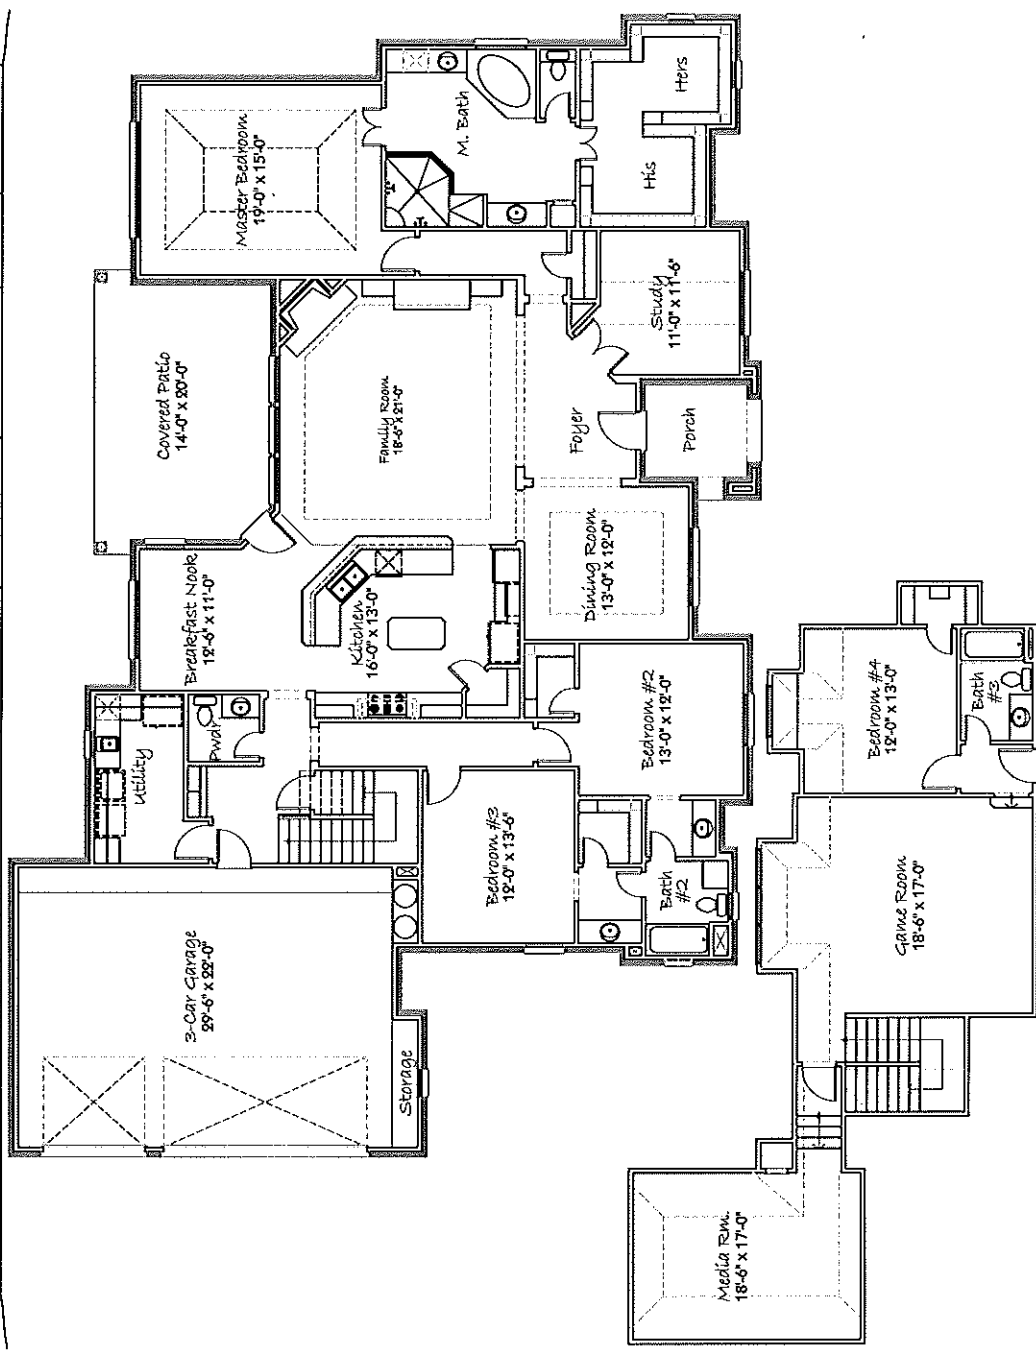 Master Bedroom
19'-0" x 15'-0"
M. Bath
Hers
His
Covered Patio
14'-0" x 20'-0"
Family Room
18'-6" x 21'-0"
Study
11'-0" x 11'-6"
Foyer
Porch
Breakfast Nook
12'-6" x 11'-0"
Kitchen
16'-0" x 13'-0"
Dining Room
13'-0" x 12'-0"
Utility
Pwdr
Bedroom #2
13'-0" x 12'-0"
Bedroom #3
12'-0" x 13'-6"
Bath
#2
3-Car Garage
29'-6" x 22'-0"
Storage
Bedroom #4
12'-0" x 13'-0"
Bath
#3
Game Room
18'-6" x 17'-0"
Media Rm.
18'-6" x 17'-0"